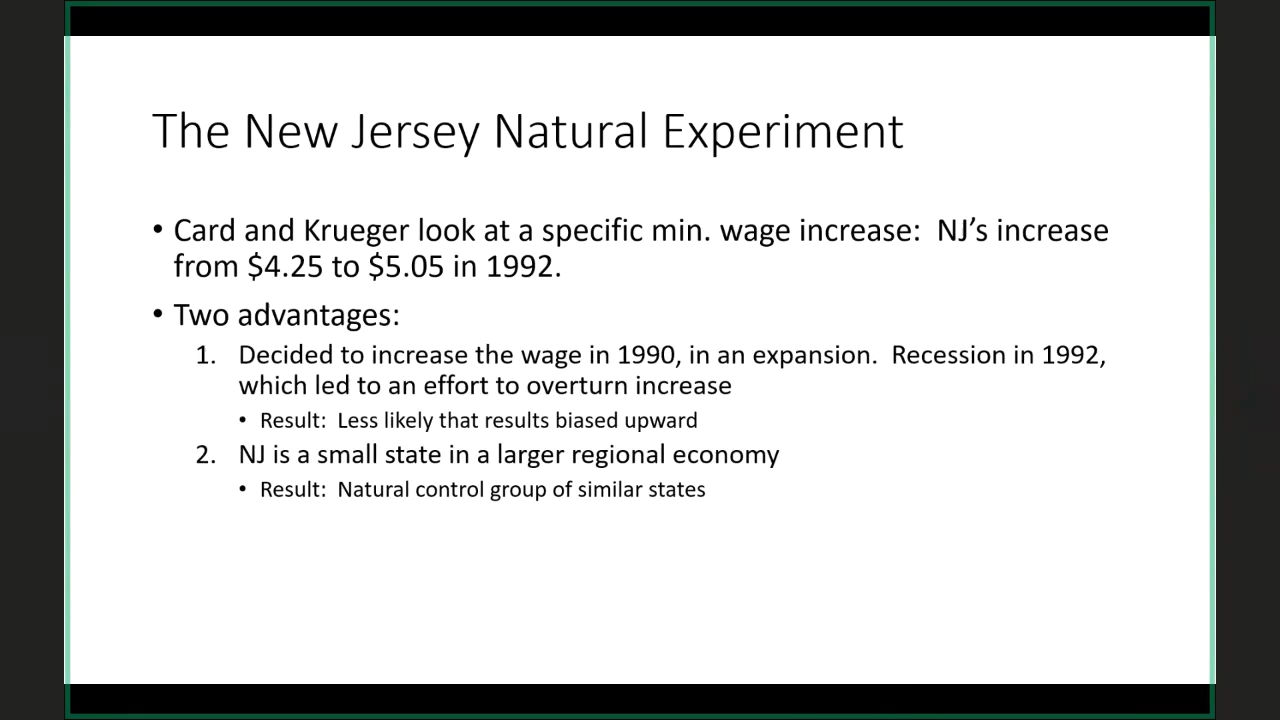 The New Jersey Natural Experiment
• Card and Krueger look at a specific min. wage increase:  NJ’s increase
from $4.25 to $5.05 in 1992.
• Two advantages:
1. Decided to increase the wage in 1990, in an expansion.  Recession in 1992,
which led to an effort to overturn increase
• Result:  Less likely that results biased upward
2. NJ is a small state in a larger regional economy
• Result:  Natural control group of similar states